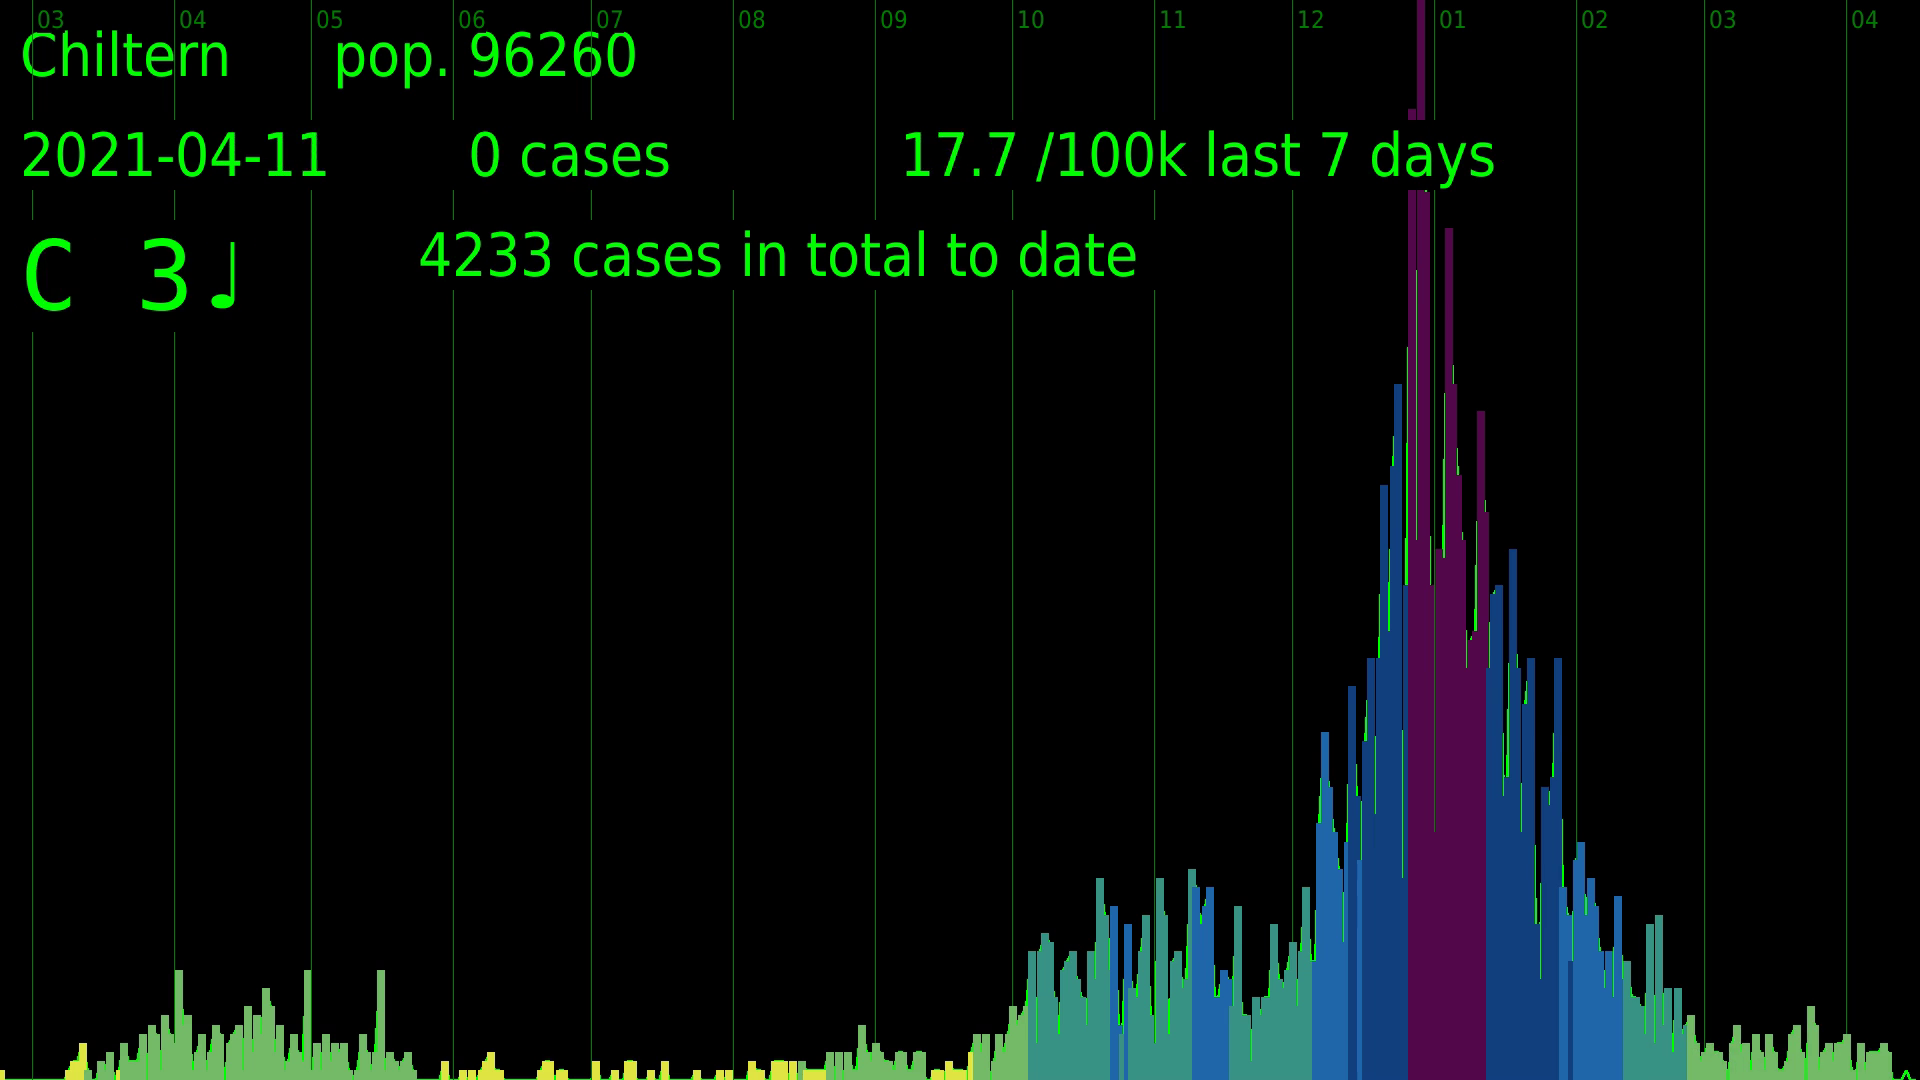 03 04 05 06 07 08 09 10 11 12 01 02 03 04
Chiltern pop. 96260
2021-04-11 0 cases 17.7 /100k last 7 days
C 3♩ 4233 cases in total to date